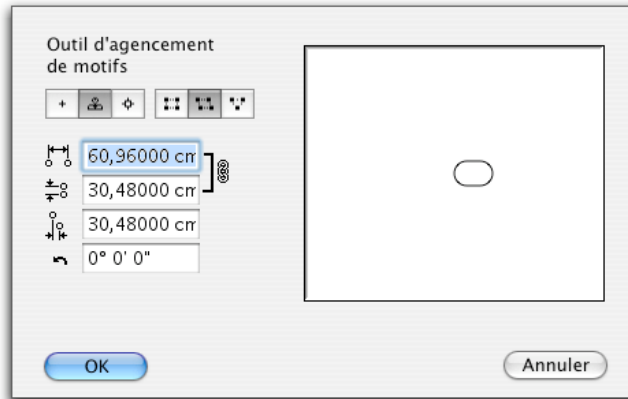 Outil d'agencement
de motifs
60,96000 cm
30,48000 cm
30,48000 cm
0° 0' 0"
OK
Annuler